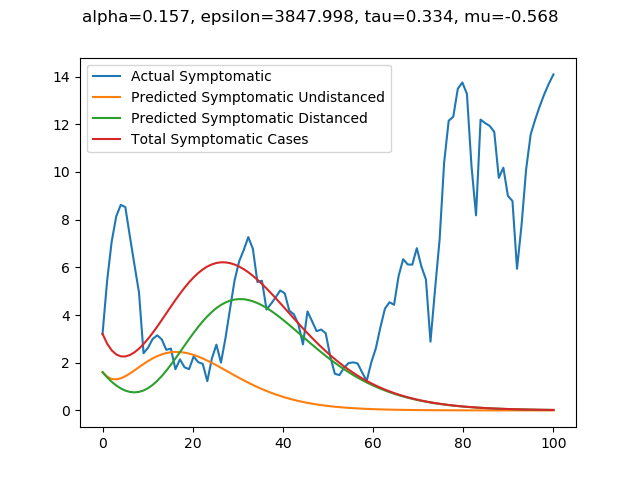 alpha=0.157, epsilon=3847.998, tau=0.334, mu=-0.568
Actual Symptomatic
Predicted Symptomatic Undistanced
Predicted Symptomatic Distanced
Total Symptomatic Cases
14
12
10
8
6
4
2
0
0 20 40 60 80 100